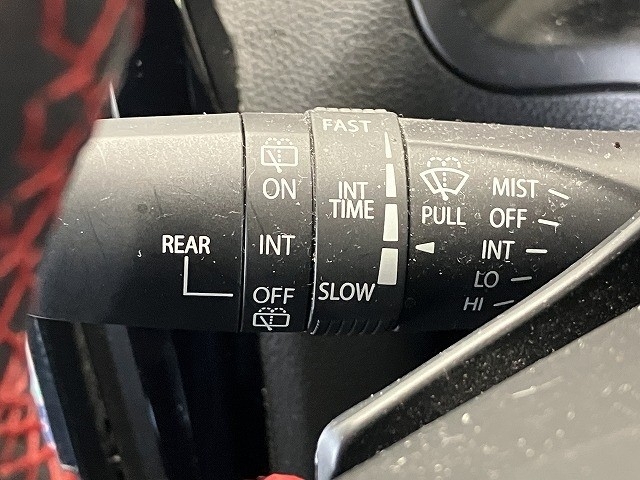 REAR
ON
INT
OFF
FAST
INT
TIME
SLOW
PULL
MIST
OFF
INT
LO
HI